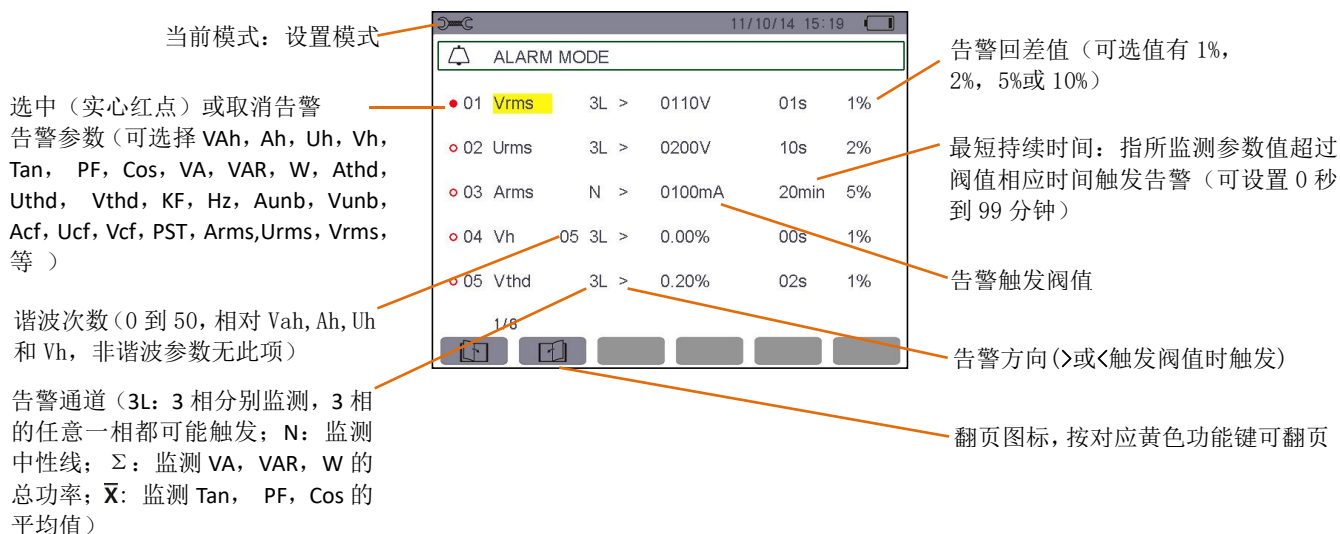 当前模式：设置模式
选中（实心红点）或取消告警
告警参数（可选择 VAh，Ah，Uh，Vh，
Tan， PF，Cos，VA，VAR，W，Athd，
Uthd， Vthd，KF，Hz，Aunb，Vunb，
Acf，Ucf，Vcf，PST，Arms,Urms，Vrms，
等 ）
谐波次数（0 到 50，相对 Vah,Ah,Uh
和 Vh，非谐波参数无此项）
告警通道（3L：3 相分别监测，3 相
的任意一相都可能触发；N：监测
中性线；Σ：监测 VA，VAR，W 的
总功率；X̅：监测 Tan， PF，Cos 的
平均值）
11/10/14 15:19
ALARM MODE
01 Vrms 3L > 0110V 01s 1%
02 Urms 3L > 0200V 10s 2%
03 Arms N > 0100mA 20min 5%
04 Vh 05 3L > 0.00% 00s 1%
05 Vthd 3L > 0.20% 02s 1%
1/8
告警回差值（可选值有 1%，
2%，5%或 10%）
最短持续时间：指所监测参数值超过
阀值相应时间触发告警（可设置 0 秒
到 99 分钟）
告警触发阀值
告警方向(>或<触发阀值时触发)
翻页图标，按对应黄色功能键可翻页